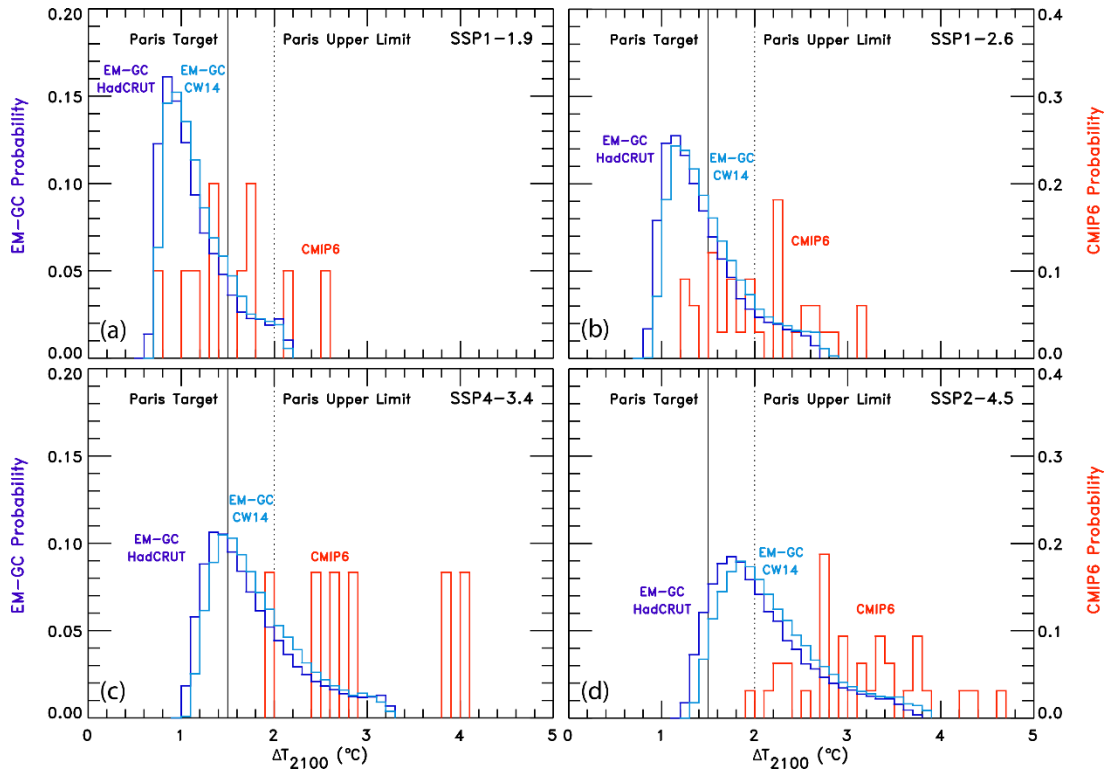 0.20
Paris Target
Paris Upper Limit
SSP1-1.9
EM-GC
HadCRUT
EM-GC
CW14
0.15
0.10
CMIP6
0.05
(a)
0.00
EM-GC Probability
Paris Target
Paris Upper Limit
SSP1-2.6
0.4
EM-GC
HadCRUT
EM-GC
CW14
0.3
0.2
CMIP6
0.1
(b)
0.0
CMIP6 Probability
0.20
Paris Target
Paris Upper Limit
SSP4-3.4
0.15
EM-GC
CW14
EM-GC
HadCRUT
CMIP6
0.10
0.05
(c)
0.00
EM-GC Probability
0 1 2 3 4 5
ΔT2100 (°C)
Paris Target
Paris Upper Limit
SSP2-4.5
0.4
0.3
EM-GC
HadCRUT
EM-GC
CW14
0.2
CMIP6
0.1
(d)
0.0
CMIP6 Probability
1 2 3 4 5
ΔT2100 (°C)